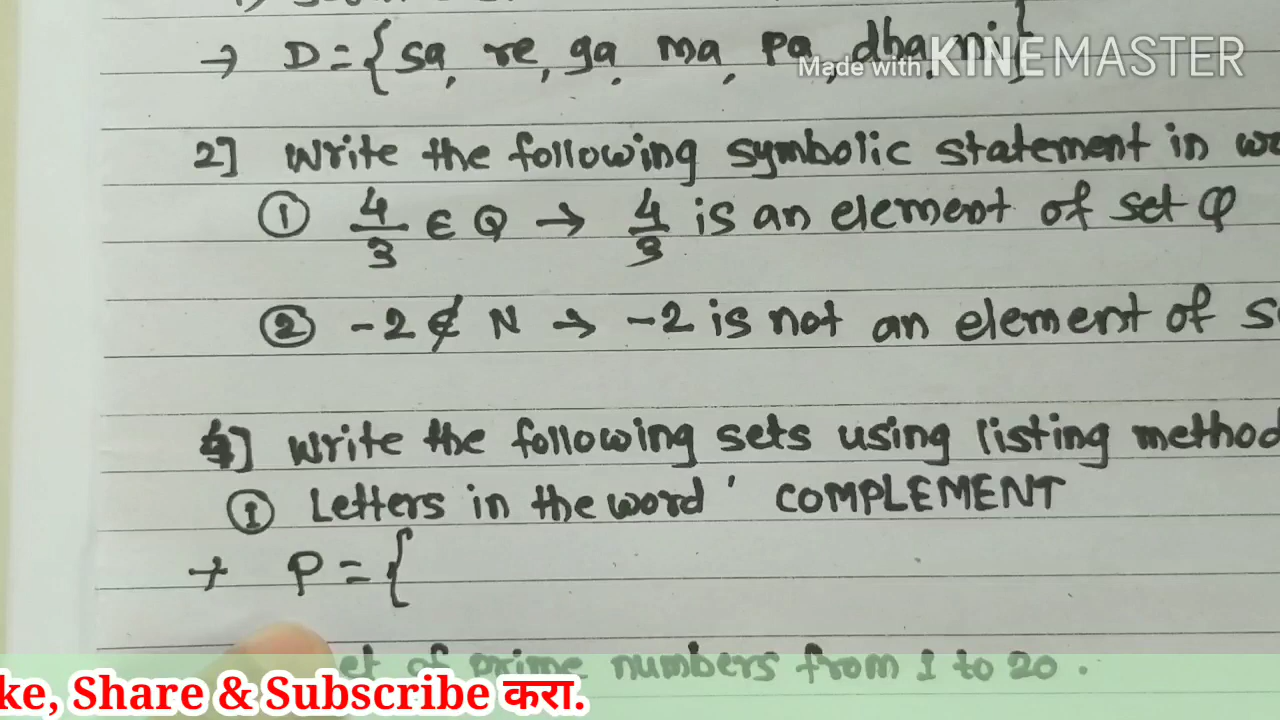 → D = {sa, re, ga, ma, pa, dha, ni}
Made with KINEMASTER
2] Write the following symbolic statement in
① 4/3 ∈ Q → 4/3 is an element of set Q
② -2 ∉ N → -2 is not an element of
4] Write the following sets using listing method
① Letters in the word ' COMPLEMENT
→ P = {
of prime numbers from 1 to 20.
ke, Share & Subscribe करा.